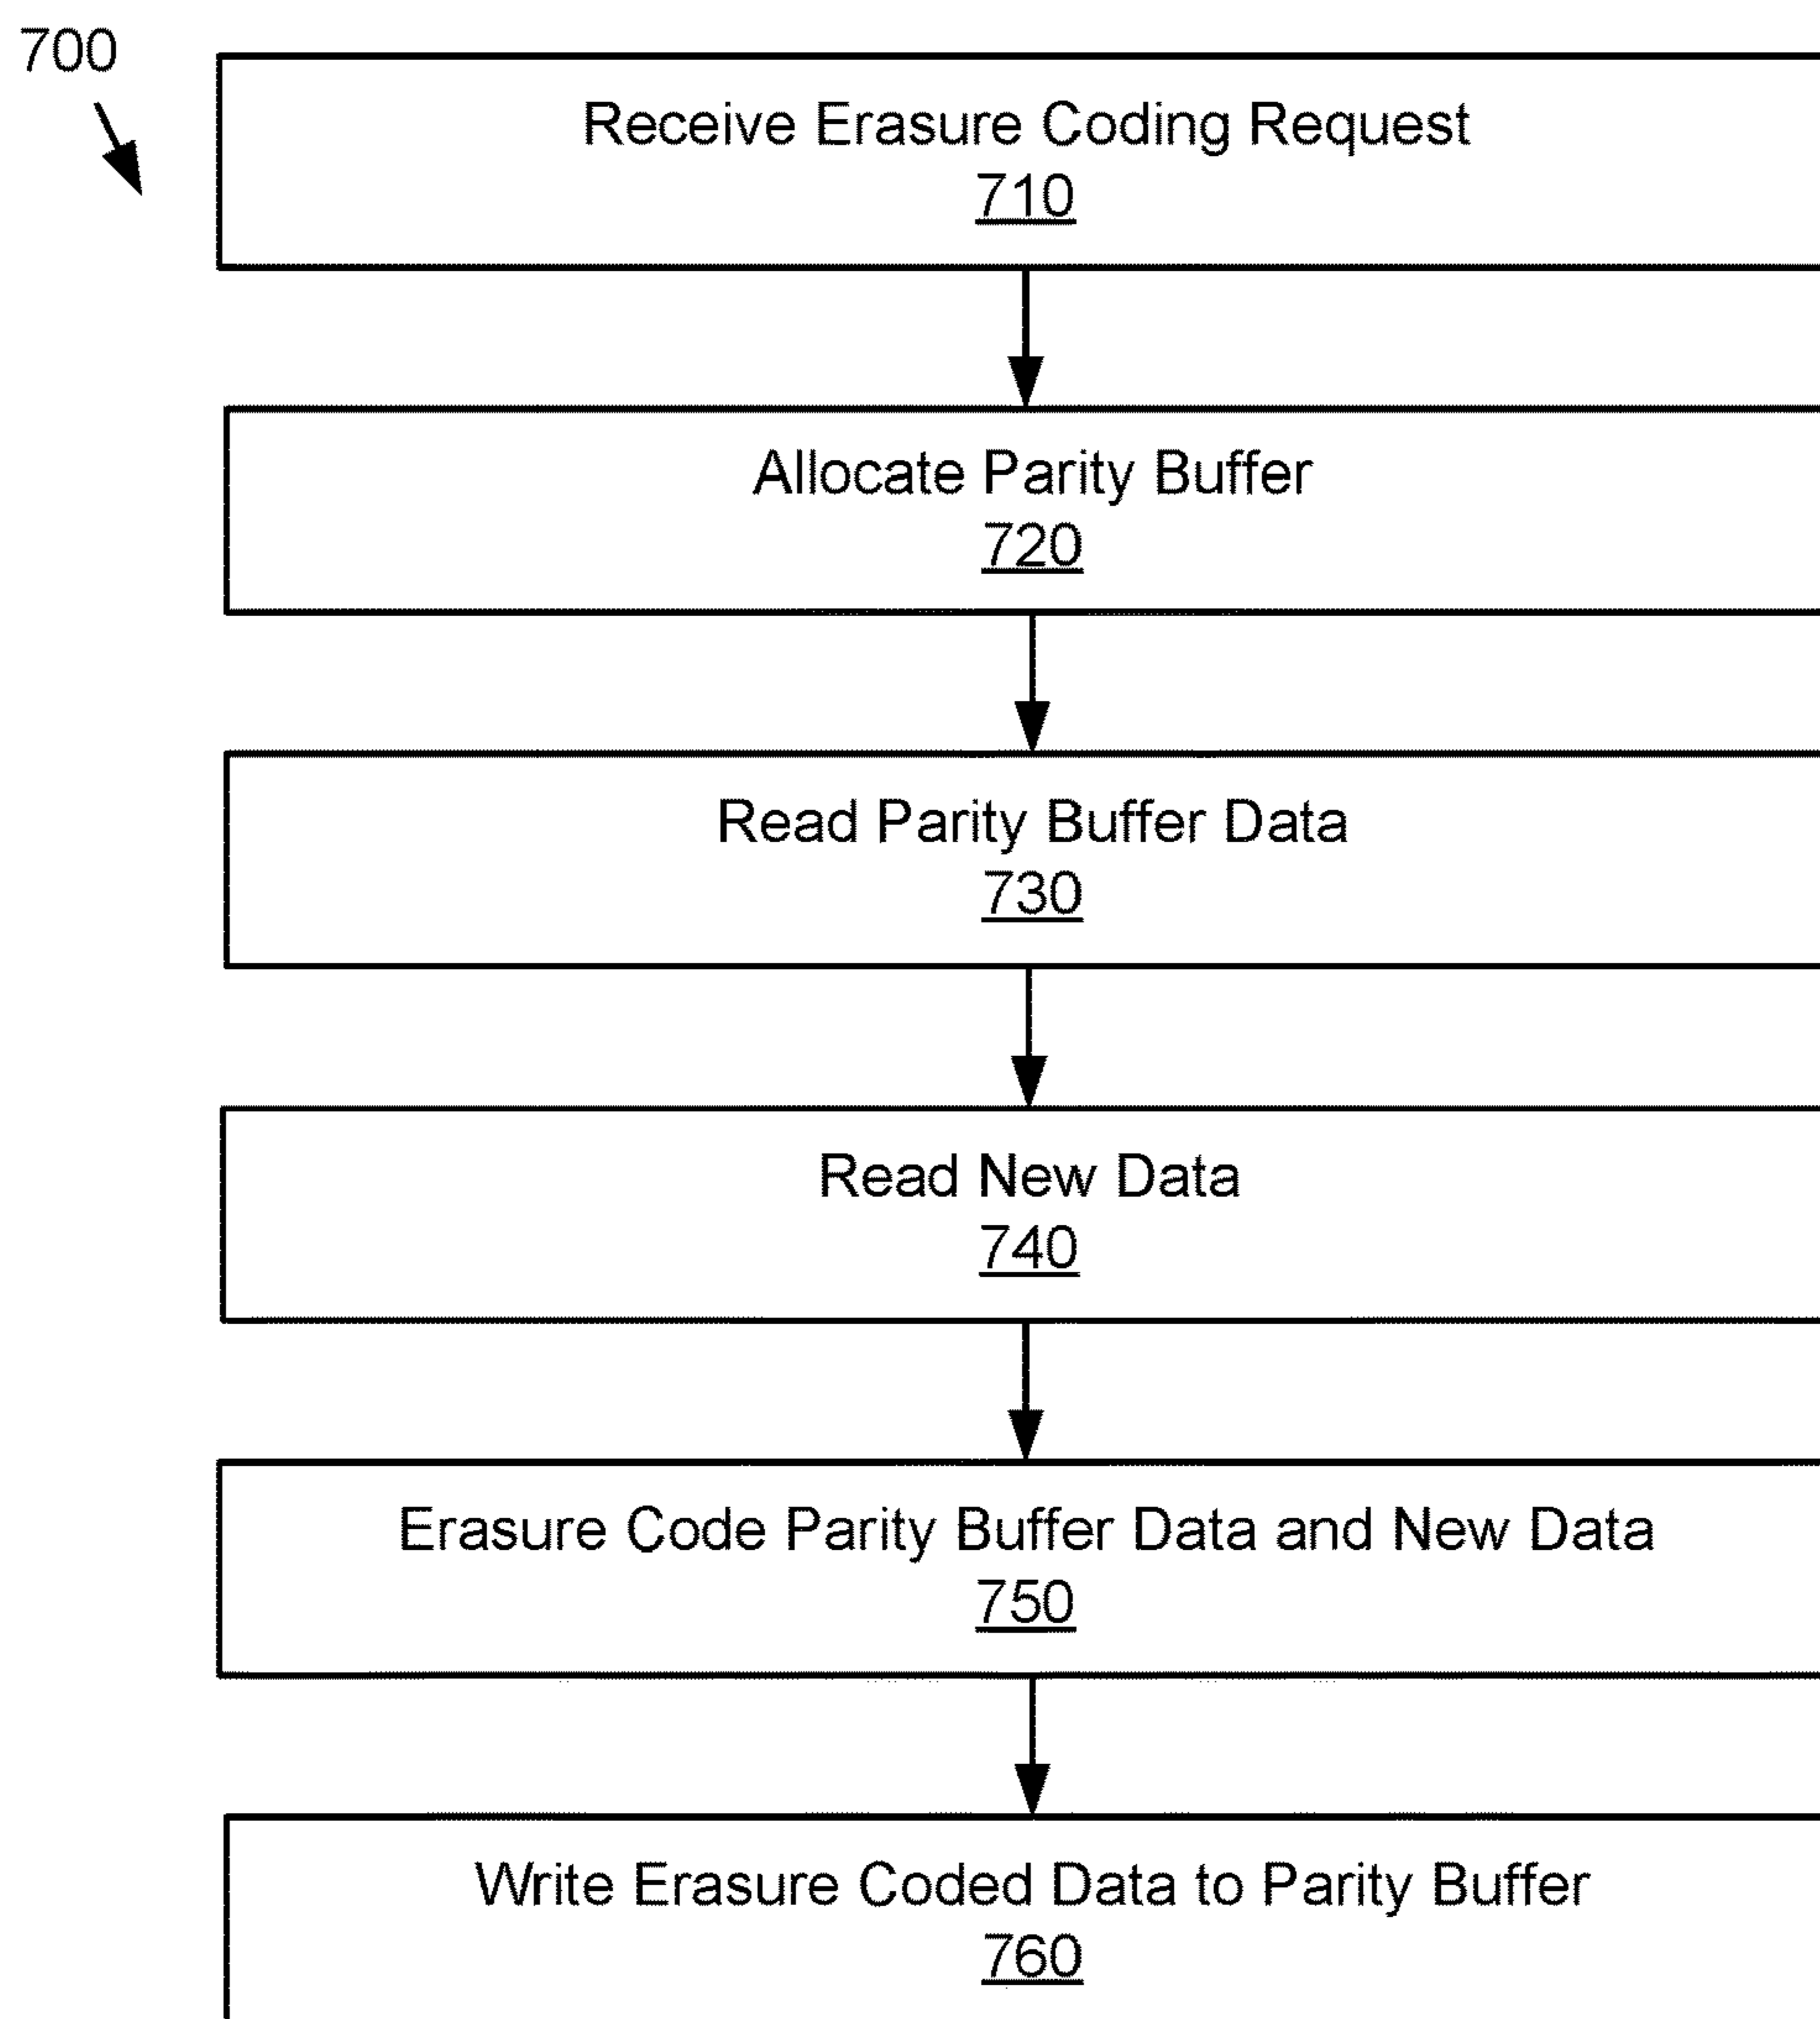 700
Receive Erasure Coding Request
710
Allocate Parity Buffer
720
Read Parity Buffer Data
730
Read New Data
740
Erasure Code Parity Buffer Data and New Data
750
Write Erasure Coded Data to Parity Buffer
760